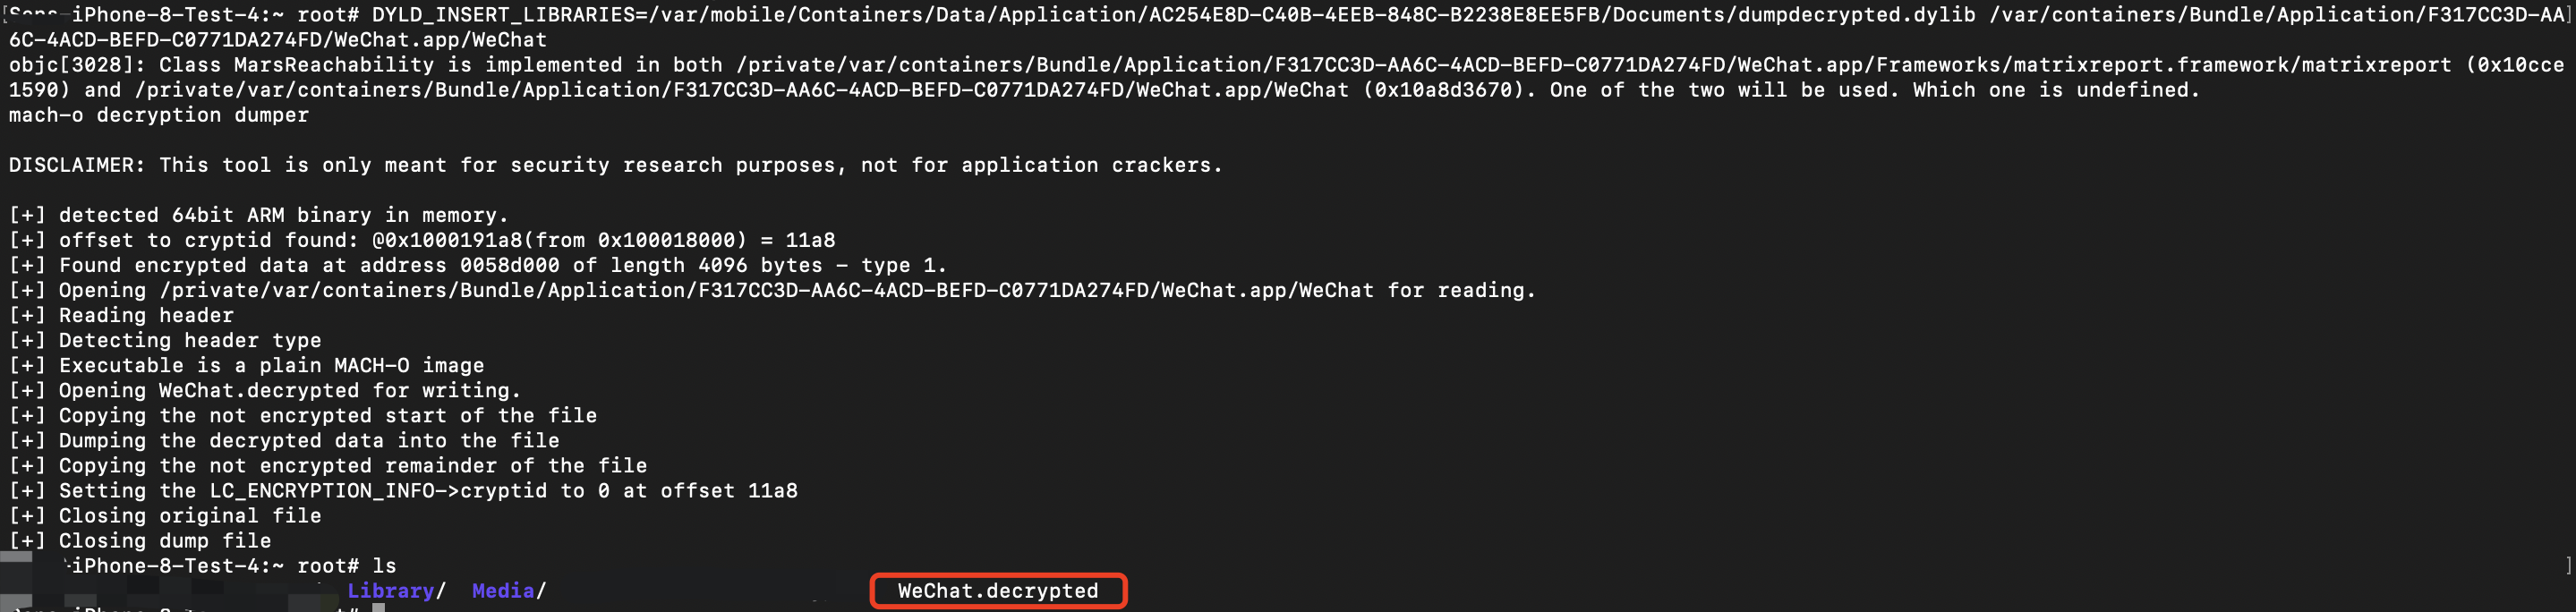 iPhone-8-Test-4:~ root# DYLD_INSERT_LIBRARIES=/var/mobile/Containers/Data/Application/AC254E8D-C40B-4EEB-848C-B2238E8EE5FB/Documents/dumpdecrypted.dylib /var/containers/Bundle/Application/F317CC3D-AA
6C-4ACD-BEFD-C0771DA274FD/WeChat.app/WeChat
objc[3028]: Class MarsReachability is implemented in both /private/var/containers/Bundle/Application/F317CC3D-AA6C-4ACD-BEFD-C0771DA274FD/WeChat.app/Frameworks/matrixreport.framework/matrixreport (0x10cce
1590) and /private/var/containers/Bundle/Application/F317CC3D-AA6C-4ACD-BEFD-C0771DA274FD/WeChat.app/WeChat (0x10a8d3670). One of the two will be used. Which one is undefined.
mach-o decryption dumper
DISCLAIMER: This tool is only meant for security research purposes, not for application crackers.
[+] detected 64bit ARM binary in memory.
[+] offset to cryptid found: @0x1000191a8(from 0x100018000) = 11a8
[+] Found encrypted data at address 0058d000 of length 4096 bytes - type 1.
[+] Opening /private/var/containers/Bundle/Application/F317CC3D-AA6C-4ACD-BEFD-C0771DA274FD/WeChat.app/WeChat for reading.
[+] Reading header
[+] Detecting header type
[+] Executable is a plain MACH-O image
[+] Opening WeChat.decrypted for writing.
[+] Copying the not encrypted start of the file
[+] Dumping the decrypted data into the file
[+] Copying the not encrypted remainder of the file
[+] Setting the LC_ENCRYPTION_INFO->cryptid to 0 at offset 11a8
[+] Closing original file
[+] Closing dump file
-iPhone-8-Test-4:~ root# ls
Library/ Media/ WeChat.decrypted